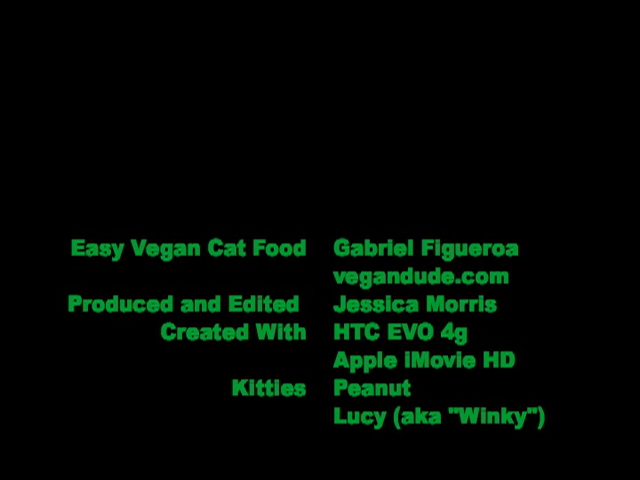 Easy Vegan Cat Food Gabriel Figueroa
vegandude.com
Produced and Edited Jessica Morris
Created With HTC EVO 4g
Apple iMovie HD
Kitties Peanut
Lucy (aka "Winky")